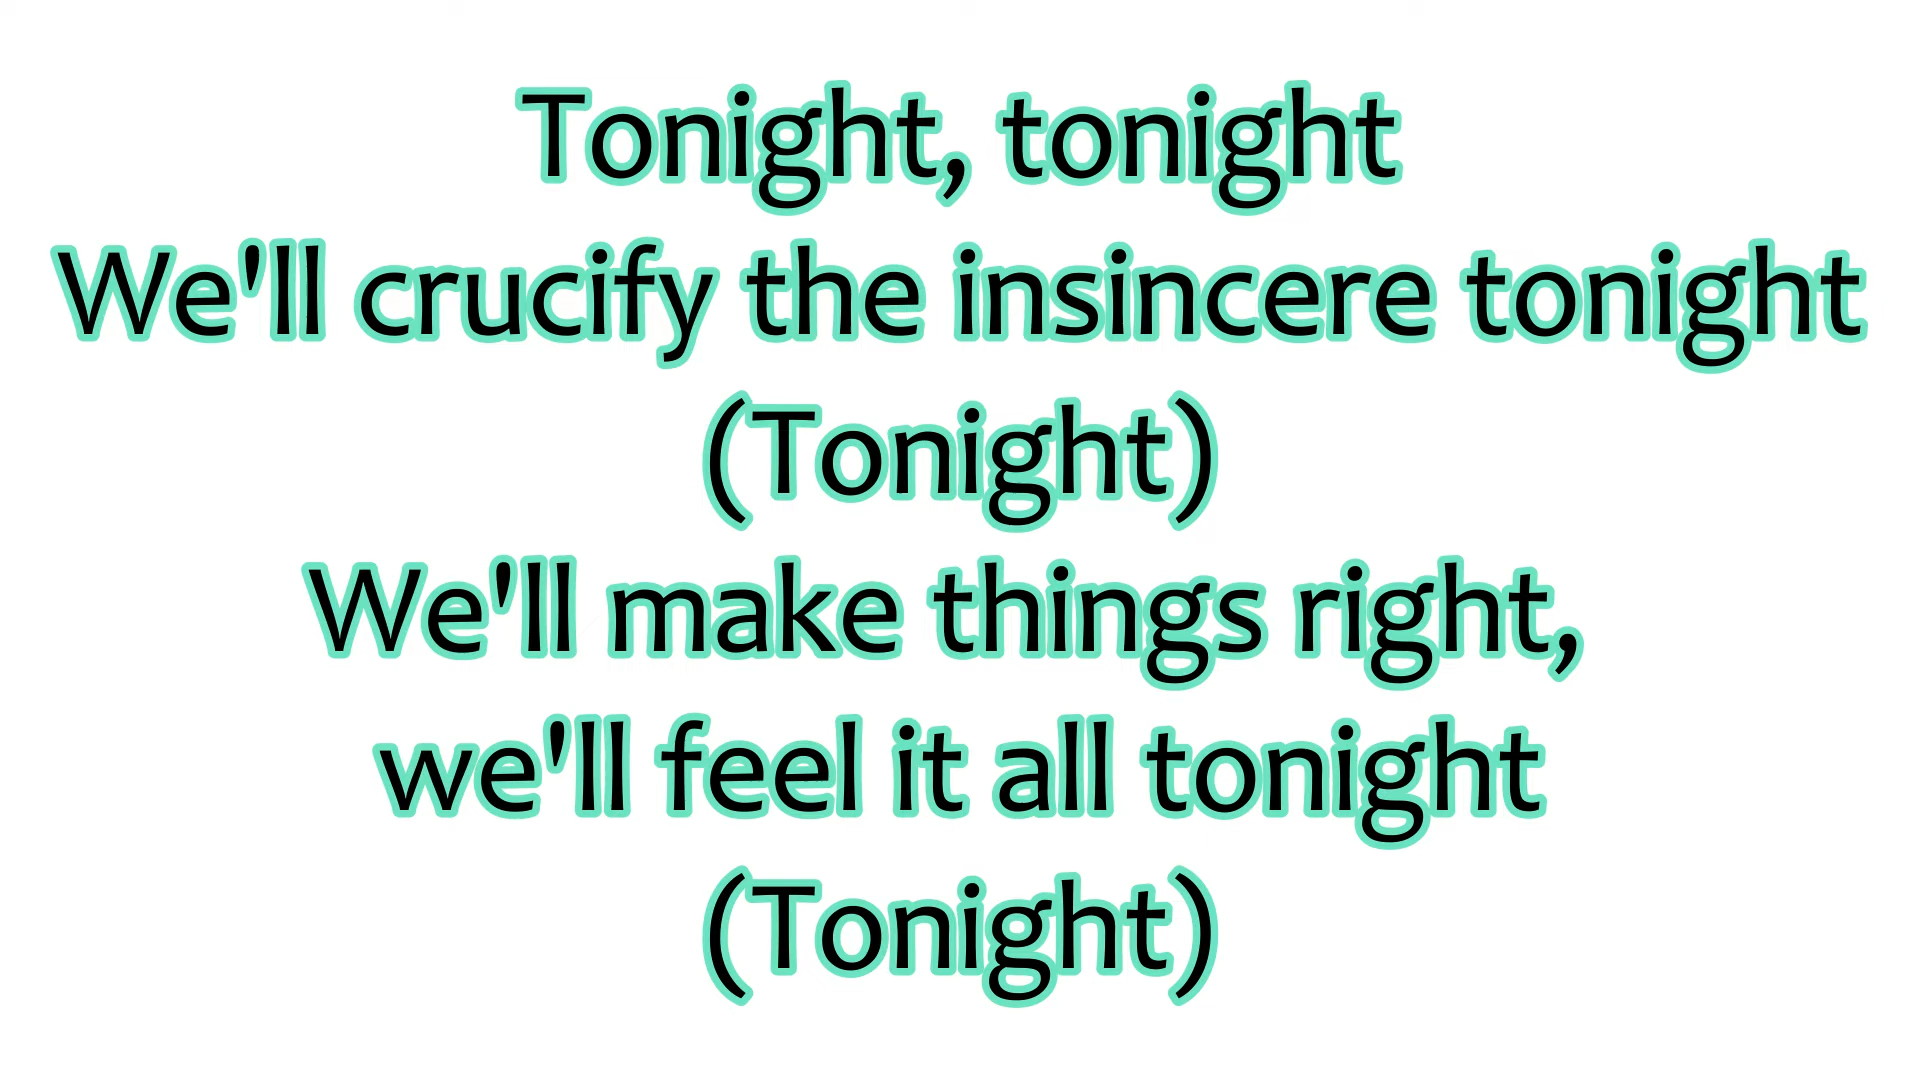 Tonight, tonight
We'll crucify the insincere tonight
(Tonight)
We'll make things right,
we'll feel it all tonight
(Tonight)